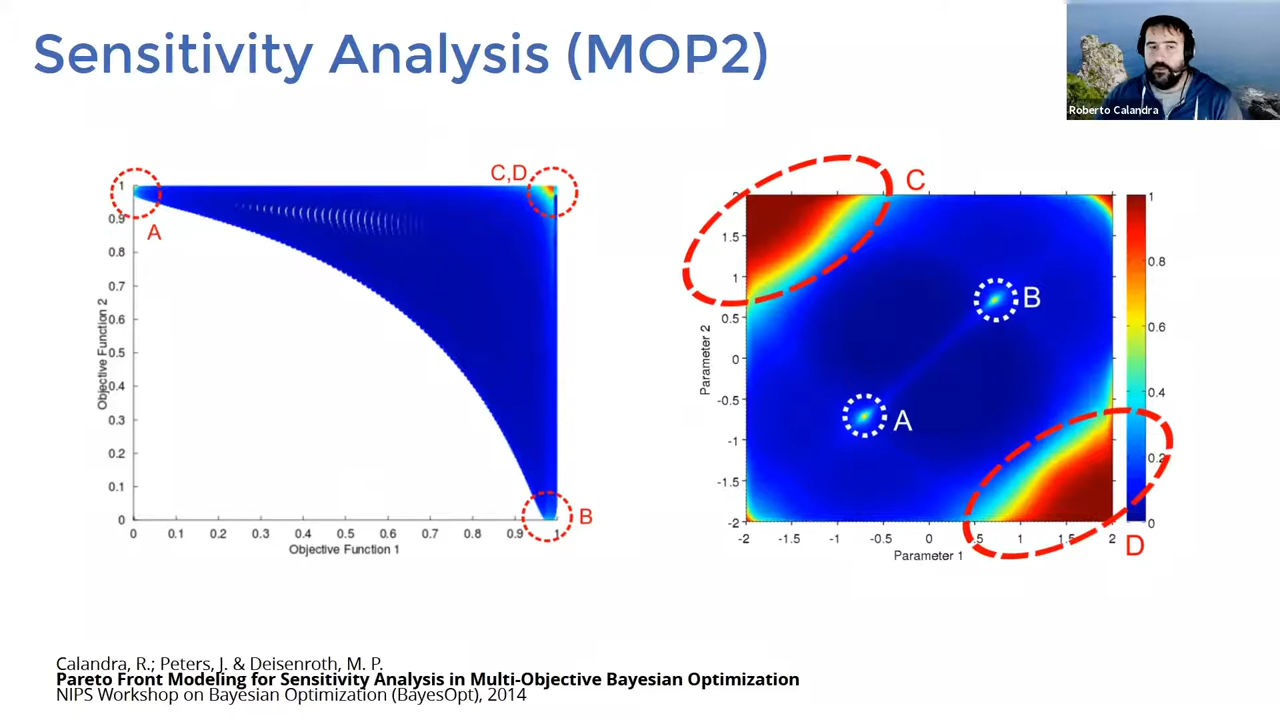 Sensitivity Analysis (MOP2)
Roberto Calandra
C,D
A
B
1
0.9
0.8
0.7
0.6
0.5
0.4
0.3
0.2
0.1
0
Objective Function 2
0 0.1 0.2 0.3 0.4 0.5 0.6 0.7 0.8 0.9 1
Objective Function 1
C
B
A
D
2
1.5
1
0.5
0
-0.5
-1
-1.5
-2
Parameter 2
-2 -1.5 -1 -0.5 0 .5 1 1.5 2
Parameter 1
1
0.8
0.6
0.4
0.2
0
Calandra, R.; Peters, J. & Deisenroth, M. P.
Pareto Front Modeling for Sensitivity Analysis in Multi-Objective Bayesian Optimization
NIPS Workshop on Bayesian Optimization (BayesOpt), 2014